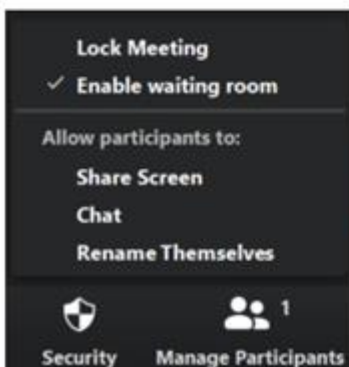 Lock Meeting
✓ Enable waiting room
Allow participants to:
Share Screen
Chat
Rename Themselves
1
Security Manage Participants